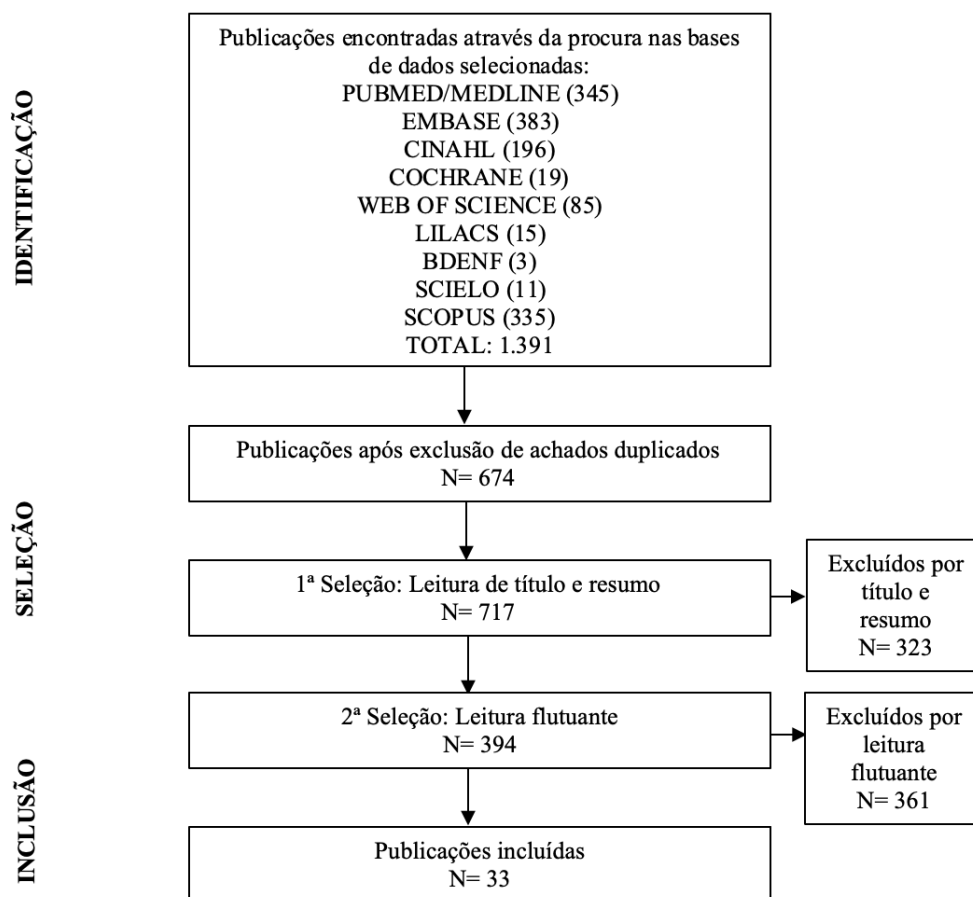 IDENTIFICAÇÃO
Publicações encontradas através da procura nas bases
de dados selecionadas:
PUBMED/MEDLINE (345)
EMBASE (383)
CINAHL (196)
COCHRANE (19)
WEB OF SCIENCE (85)
LILACS (15)
BDENF (3)
SCIELO (11)
SCOPUS (335)
TOTAL: 1.391
SELEÇÃO
Publicações após exclusão de achados duplicados
N= 674
1ª Seleção: Leitura de título e resumo
N= 717
Excluídos por
título e
resumo
N= 323
INCLUSÃO
2ª Seleção: Leitura flutuante
N= 394
Excluídos por
leitura
flutuante
N= 361
Publicações incluídas
N= 33